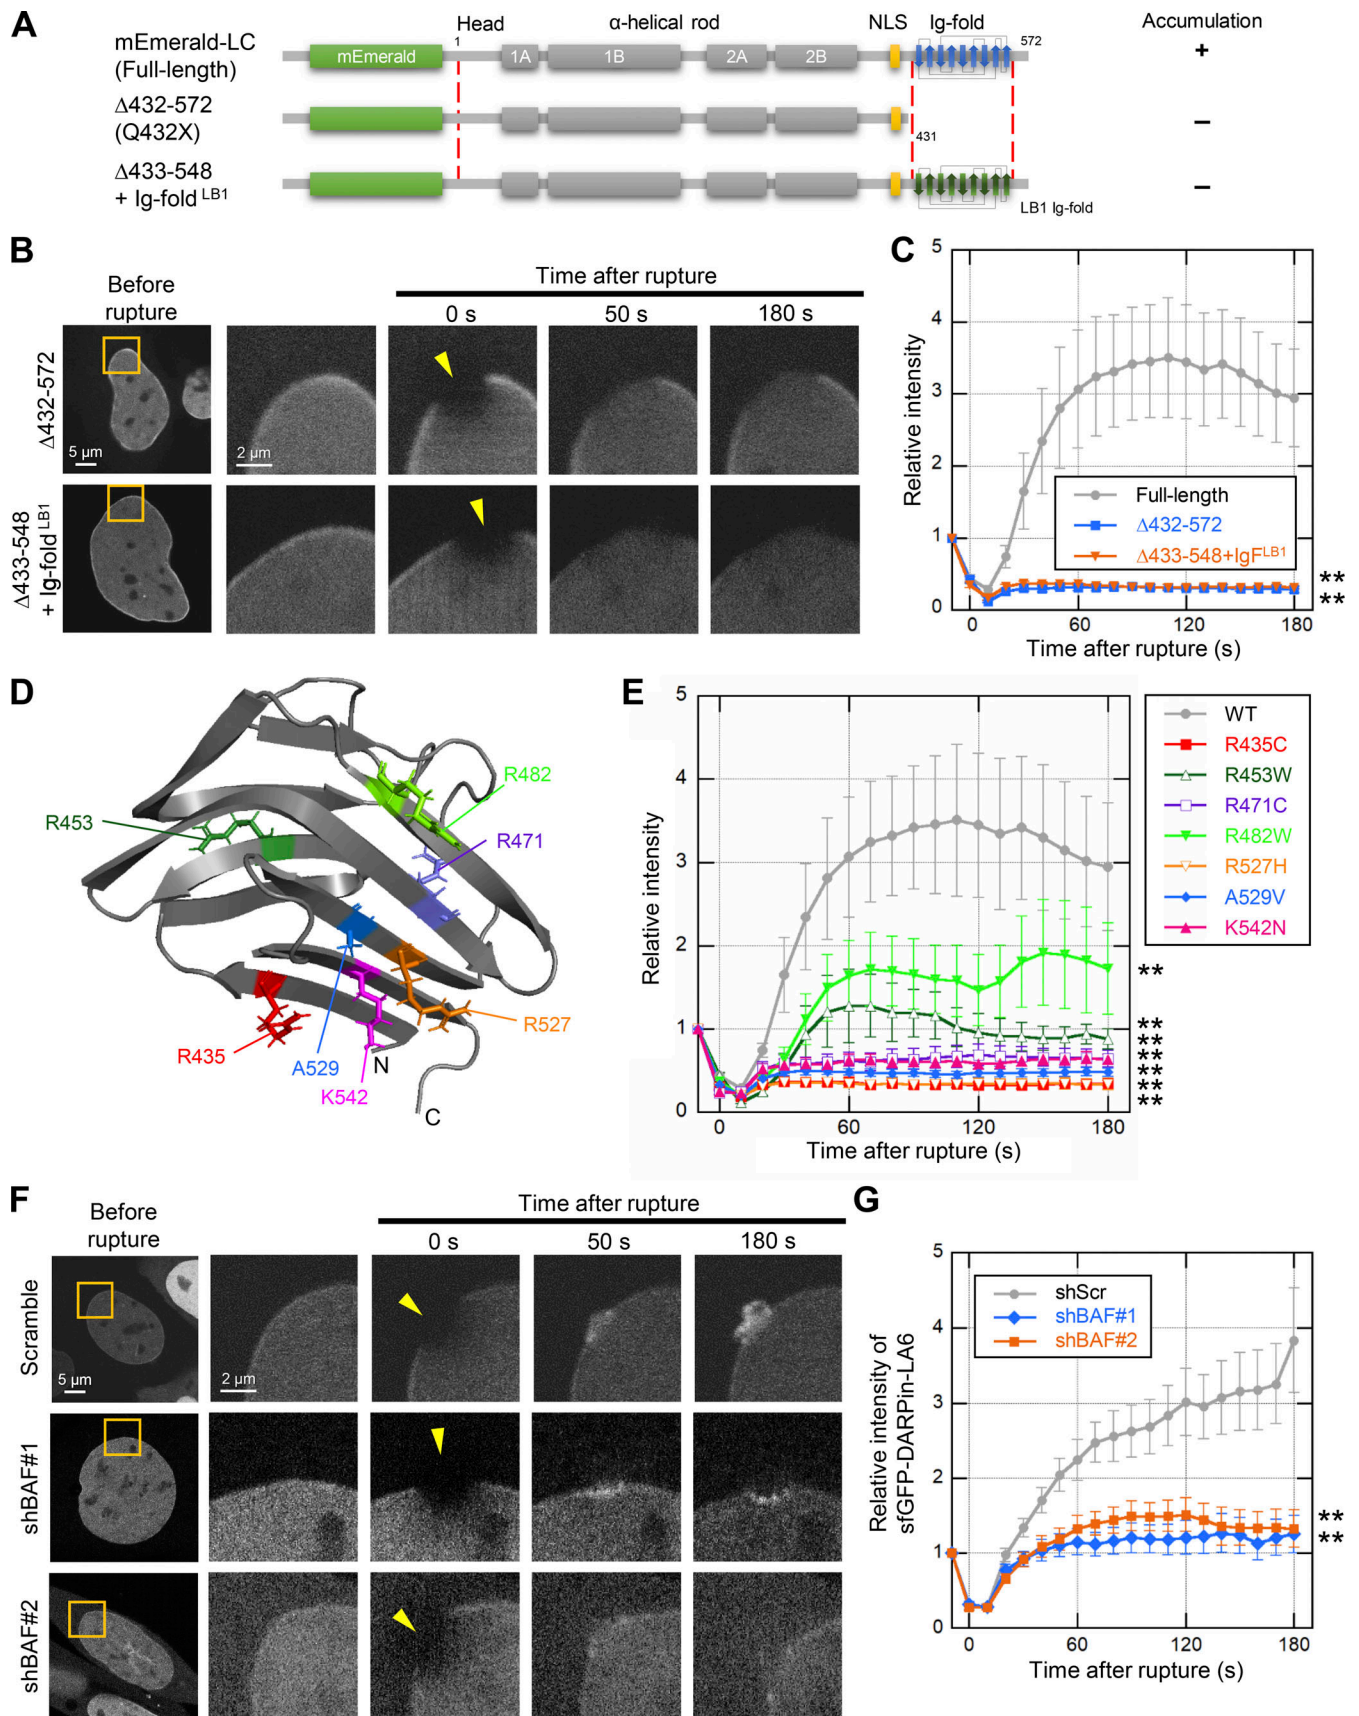 A
Head
α-helical rod
NLS
Ig-fold
Accumulation
mEmerald-LC
(Full-length)
mEmerald
1
1A
1B
2A
2B
572
+
Δ432-572
(Q432X)
431
–
Δ433-548
+ Ig-fold LB1
LB1 Ig-fold
–
B
Before
rupture
Time after rupture
0 s
50 s
180 s
Δ432-572
5 µm
2 µm
Δ433-548
+ Ig-fold LB1
C
Relative intensity
5
4
3
2
1
0
Full-length
Δ432-572
Δ433-548+IgF LB1
**
**
0
60
120
180
Time after rupture (s)
D
R482
R453
R471
R435
A529
N
K542
R527
C
E
Relative intensity
5
4
3
2
1
0
WT
R435C
R453W
R471C
R482W
R527H
A529V
K542N
**
**
**
**
**
**
**
0
60
120
180
Time after rupture (s)
F
Before
rupture
Time after rupture
0 s
50 s
180 s
Scramble
5 µm
2 µm
shBAF#1
shBAF#2
G
Relative intensity of
sfGFP-DARPin-LA6
5
4
3
2
1
0
shScr
shBAF#1
shBAF#2
**
**
0
60
120
180
Time after rupture (s)